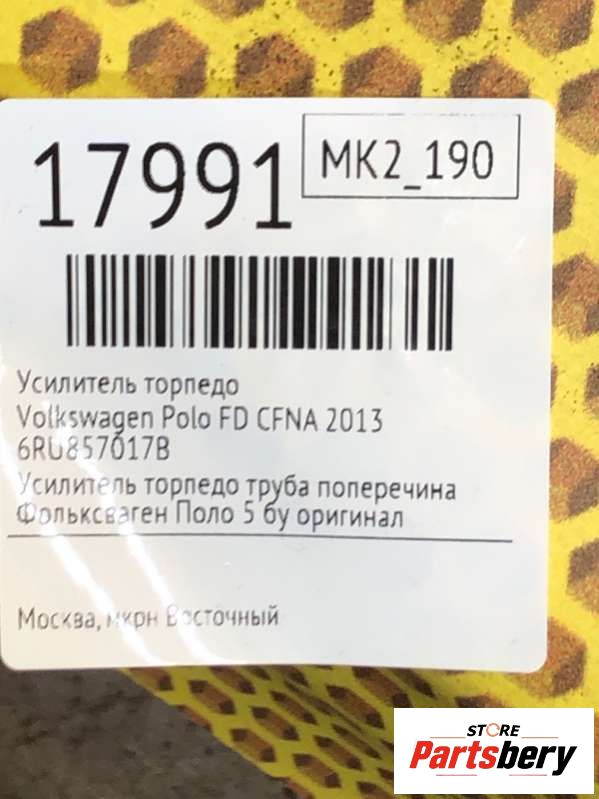 17991
MK2_190
Усилитель торпедо
Volkswagen Polo FD CFNA 2013
6RU857017B
Усилитель торпедо труба поперечина
Фольксваген Поло 5 бу оригинал
Москва, мкрн Восточный
STORE
Partsbery